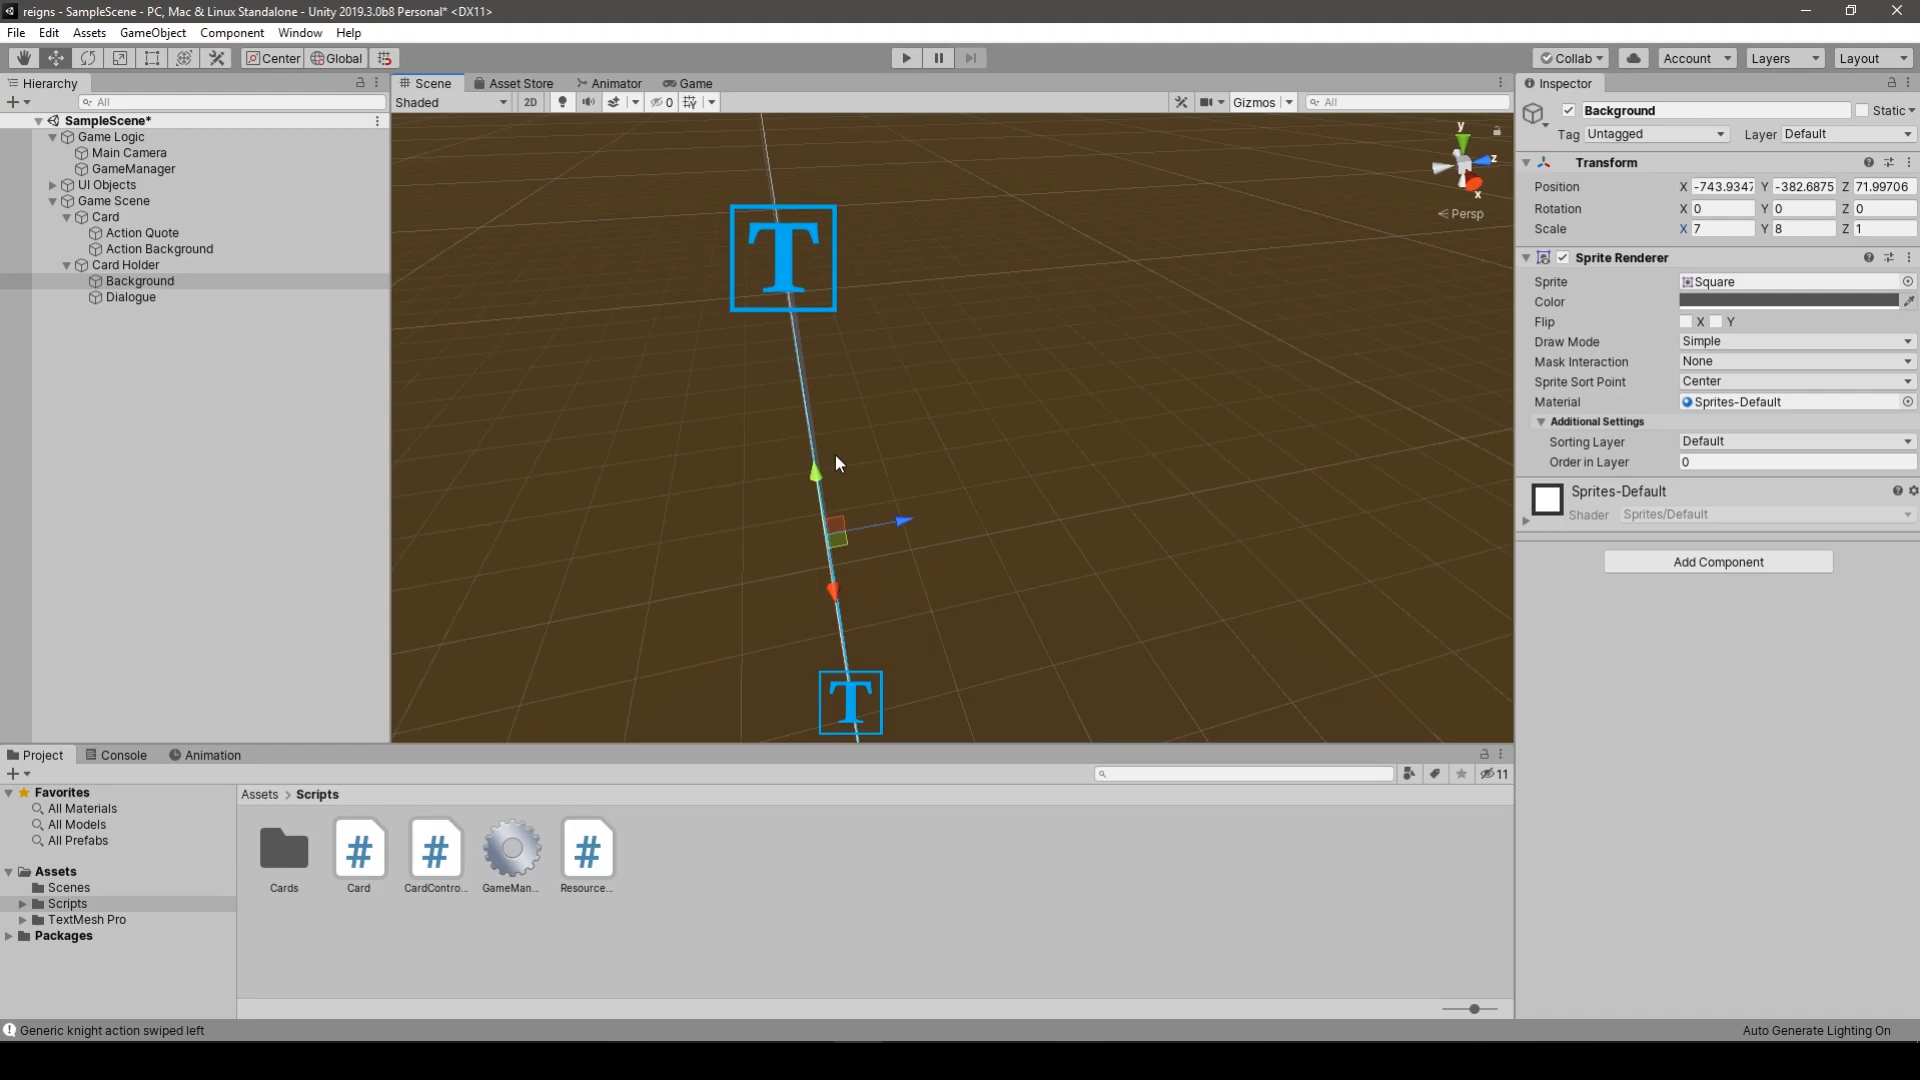 reigns - SampleScene - PC, Mac & Linux Standalone - Unity 2019.3.0b8 Personal* <DX11>
File Edit Assets GameObject Component Window Help
Center Global Collab Account Layers Layout
Hierarchy
All
SampleScene*
Game Logic
Main Camera
GameManager
UI Objects
Game Scene
Card
Action Quote
Action Background
Card Holder
Background
Dialogue
Scene Asset Store Animator Game
Shaded 2D 0 Gizmos All
y
z
x
Persp
T
T
Inspector
Background Static
Tag Untagged Layer Default
Transform
Position X -743.9347 Y -382.6875 Z 71.99706
Rotation X 0 Y 0 Z 0
Scale X 7 Y 8 Z 1
Sprite Renderer
Sprite Square
Color
Flip X Y
Draw Mode Simple
Mask Interaction None
Sprite Sort Point Center
Material Sprites-Default
Additional Settings
Sorting Layer Default
Order in Layer 0
Sprites-Default
Shader Sprites/Default
Add Component
Project Console Animation
11
Favorites
All Materials
All Models
All Prefabs
Assets
Scenes
Scripts
TextMesh Pro
Packages
Assets > Scripts
# # #
Cards Card CardContro... GameMan... Resource...
Generic knight action swiped left
Auto Generate Lighting On